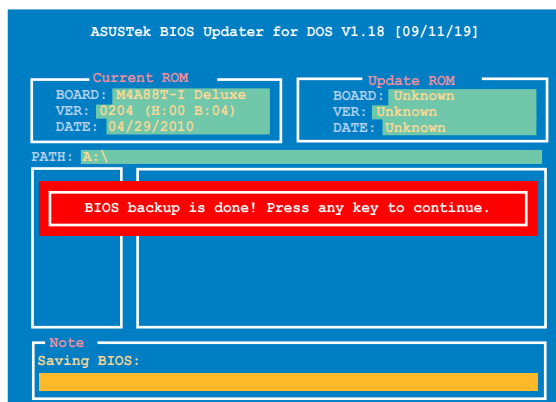 ASUSTek BIOS Updater for DOS V1.18 [09/11/19]
Current ROM
BOARD: M4A88T-I Deluxe
VER: 0204 (H:00 B:04)
DATE: 04/29/2010
Update ROM
BOARD: Unknown
VER: Unknown
DATE: Unknown
PATH: A:\
BIOS backup is done! Press any key to continue.
Note
Saving BIOS: